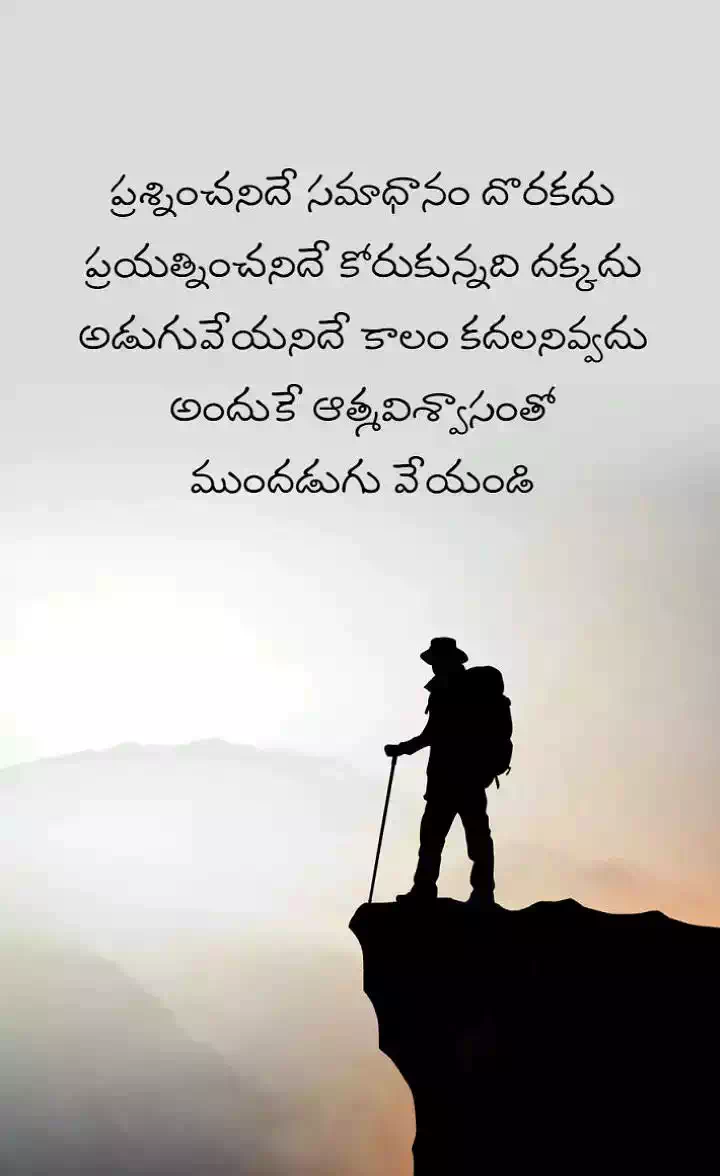 ప్రశ్నించనిదే సమాధానం దొరకదు
ప్రయత్నించనిదే కోరుకున్నది దక్కదు
అడుగువేయనిదే కాలం కదలనివ్వదు
అందుకే ఆత్మవిశ్వాసంతో
ముందడుగు వేయండి